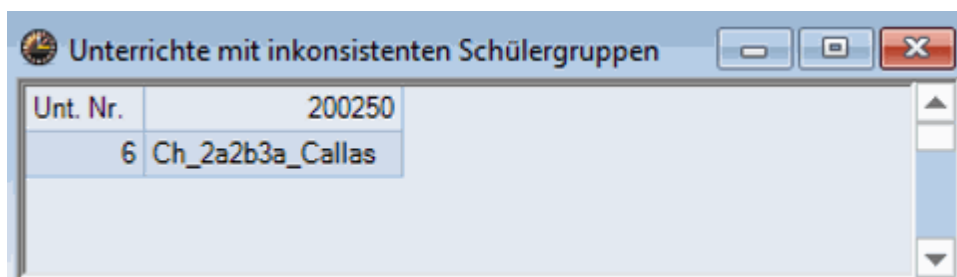 Unterrichte mit inkonsistenten Schülergruppen
Unt. Nr. 200250
6 Ch_2a2b3a_Callas